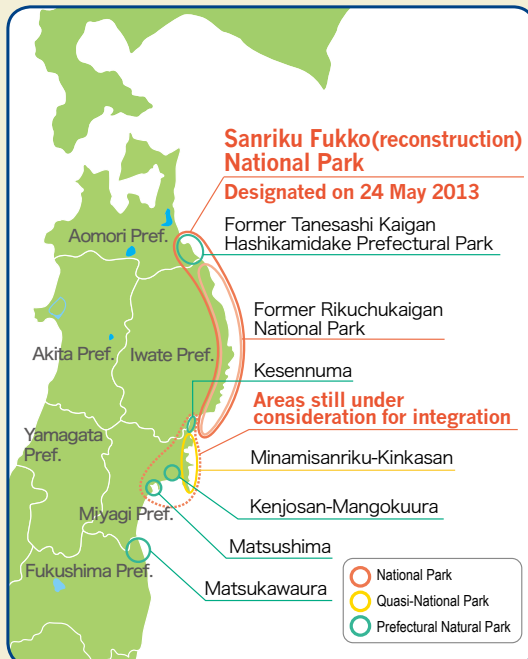 Sanriku Fukko(reconstruction)
National Park
Designated on 24 May 2013
Former Tanesashi Kaigan
Hashikamidake Prefectural Park
Aomori Pref.
Former Rikuchukaigan
National Park
Akita Pref.
Iwate Pref.
Kesennuma
Areas still under
consideration for integration
Yamagata
Pref.
Minamisanriku-Kinkasan
Kenjosan-Mangokuura
Miyagi Pref.
Matsushima
Fukushima Pref.
Matsukawaura
National Park
Quasi-National Park
Prefectural Natural Park